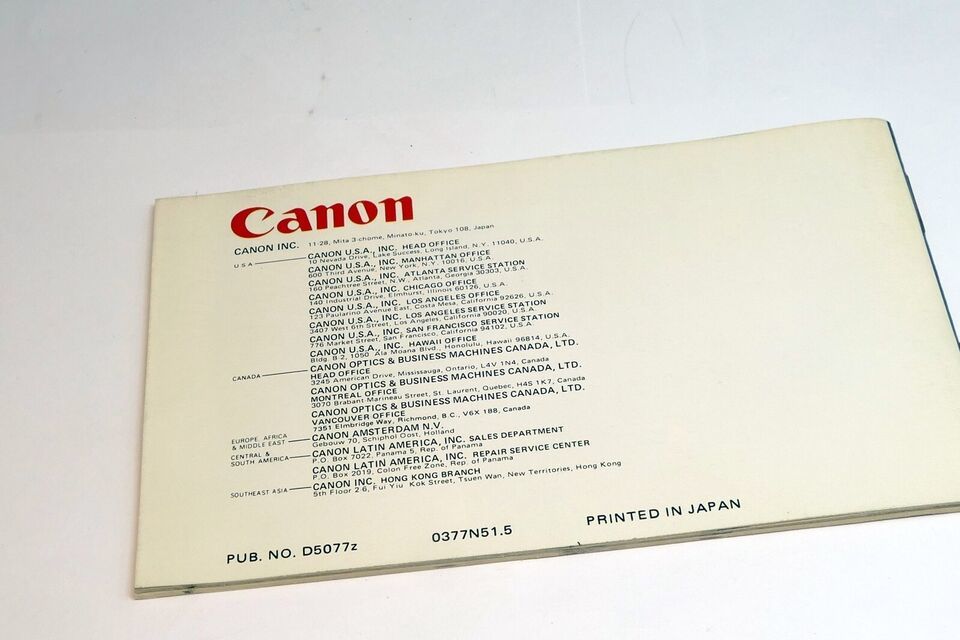 Canon
CANON INC. 11-28, Mita 3-chome, Minato-ku, Tokyo 108, Japan
U S A CANON U.S.A., INC. HEAD OFFICE
10 Nevada Drive, Lake Success, Long Island, N.Y. 11040, U.S.A.
CANON U.S.A., INC. MANHATTAN OFFICE
600 Third Avenue, New York, N.Y. 10016, U.S.A
CANON U.S.A., INC. ATLANTA SERVICE STATION
160 Peachtree Street, N.W., Atlanta, Georgia 30303, U.S.A.
CANON U.S.A., INC. CHICAGO OFFICE
140 Industrial Drive, Elmhurst, Illinois 60126, U.S.A.
CANON U.S.A., INC. LOS ANGELES OFFICE
123 Paularino Avenue East, Costa Mesa, California 92626, U.S.A.
CANON U.S.A., INC. LOS ANGELES SERVICE STATION
3407 West 6th Street, Los Angeles, California 90020, U.S.A.
CANON U.S.A., INC. SAN FRANCISCO SERVICE STATION
776 Market Street, San Francisco, California 94102, U.S.A
CANON U.S.A., INC. HAWAII OFFICE
Bldg. B-2, 1050 Ala Moana Blvd., Honolulu, Hawaii 96814, U.S.A.
CANADA CANON OPTICS & BUSINESS MACHINES CANADA, LTD.
HEAD OFFICE
3245 American Drive, Mississauga, Ontario, L4V 1N4, Canada
CANON OPTICS & BUSINESS MACHINES CANADA, LTD.
MONTREAL OFFICE
3070 Brabant-Marineau Street, St. Laurent, Quebec, H4S 1K7, Canada
CANON OPTICS & BUSINESS MACHINES CANADA, LTD.
VANCOUVER OFFICE
7351 Elmbridge Way, Richmond, B.C., V6X 1B8, Canada
EUROPE, AFRICA
& MIDDLE EAST CANON AMSTERDAM N.V.
Gebouw 70, Schiphol Oost, Holland
CENTRAL &
SOUTH AMERICA CANON LATIN AMERICA, INC. SALES DEPARTMENT
P.O. Box 7022, Panama 5, Rep. of Panama
CANON LATIN AMERICA, INC. REPAIR SERVICE CENTER
P.O. Box 2019, Colon Free Zone, Rep. of Panama
SOUTHEAST ASIA CANON INC. HONG KONG BRANCH
5th Floor 2-6, Fui Yiu Kok Street, Tsuen Wan, New Territories, Hong Kong
PUB. NO. D5077z 0377N51.5 PRINTED IN JAPAN